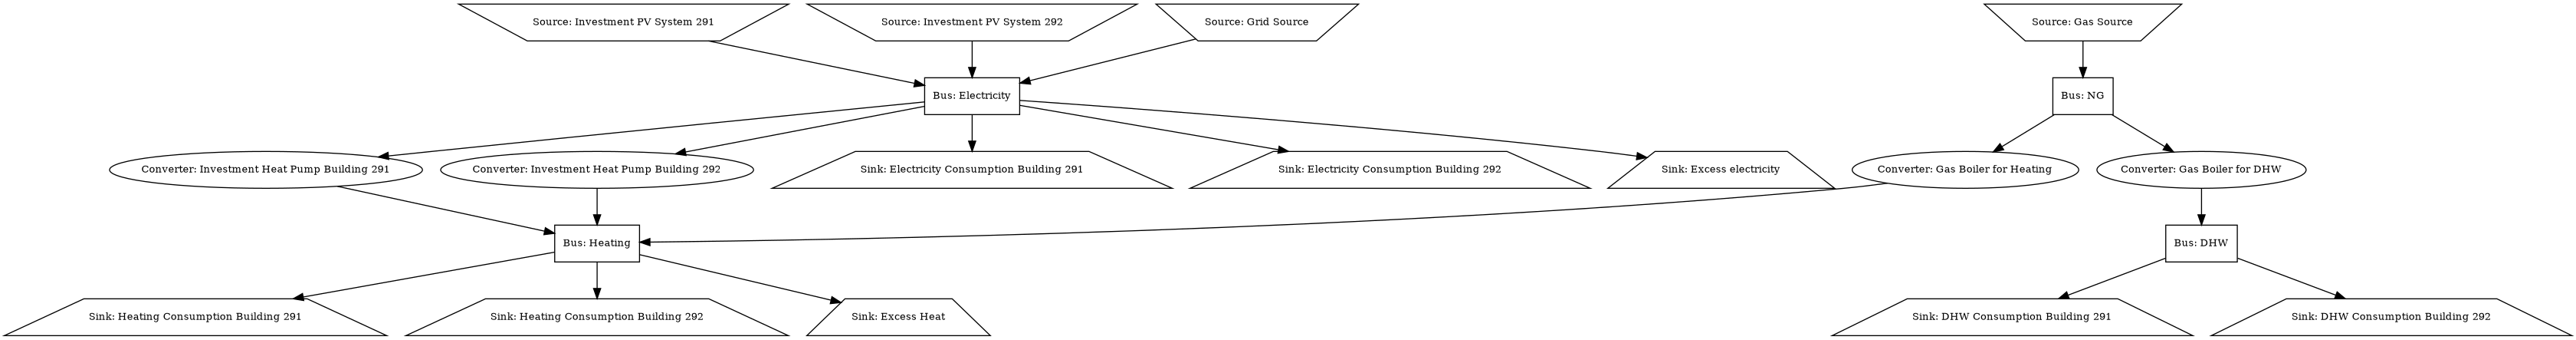 Source: Investment PV System 291
Source: Investment PV System 292
Source: Grid Source
Source: Gas Source
Bus: Electricity
Bus: NG
Converter: Investment Heat Pump Building 291
Converter: Investment Heat Pump Building 292
Sink: Electricity Consumption Building 291
Sink: Electricity Consumption Building 292
Sink: Excess electricity
Converter: Gas Boiler for Heating
Converter: Gas Boiler for DHW
Bus: Heating
Bus: DHW
Sink: Heating Consumption Building 291
Sink: Heating Consumption Building 292
Sink: Excess Heat
Sink: DHW Consumption Building 291
Sink: DHW Consumption Building 292